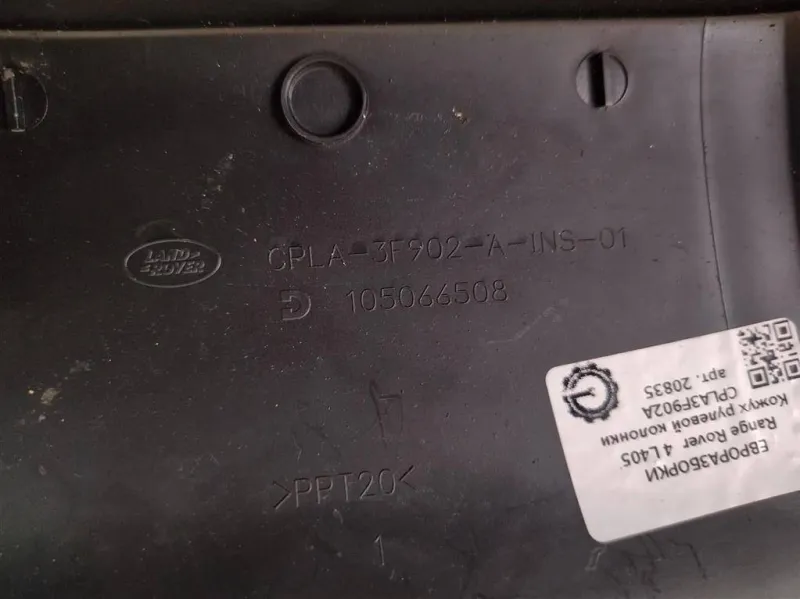 LAND-
-ROVER
CPLA-3F902-A-INS-01
D 105066508
>PPT20<
1
ЕВРОРАЗБОРКИ
Range Rover 4 L405
Кожух рулевой колонки
CPLA3F902A
арт. 20835